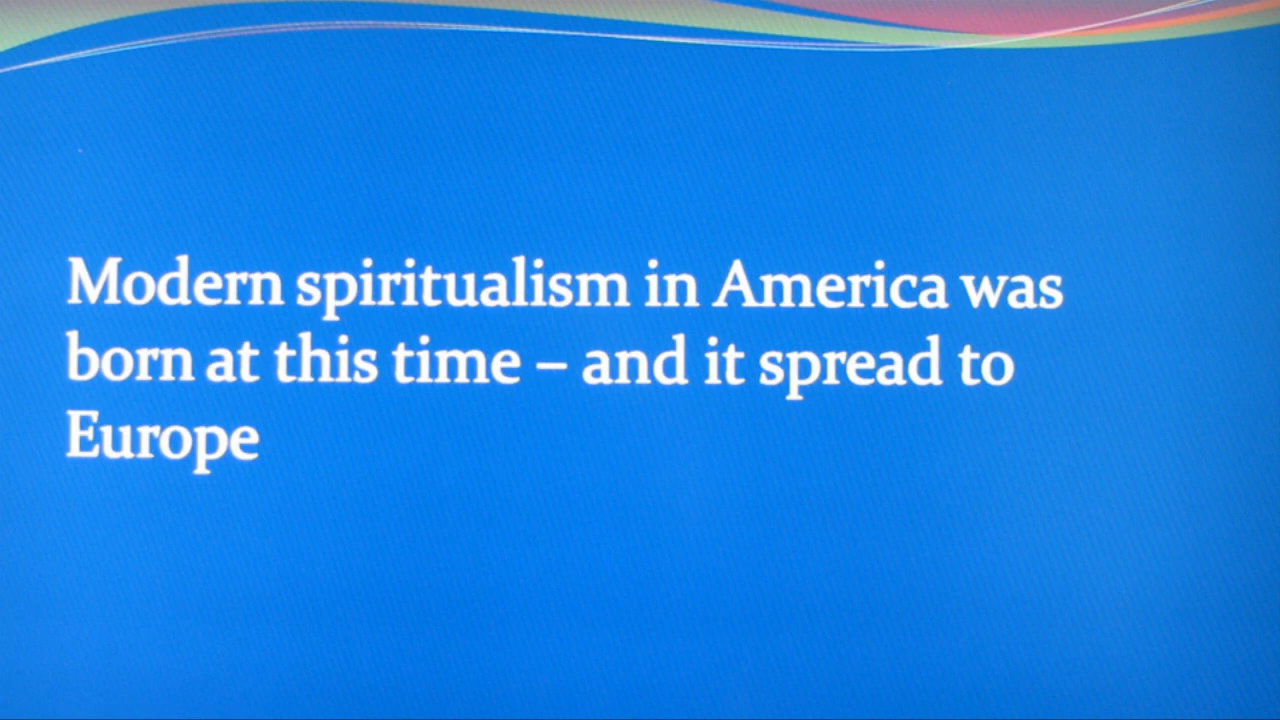 Modern spiritualism in America was
born at this time – and it spread to
Europe